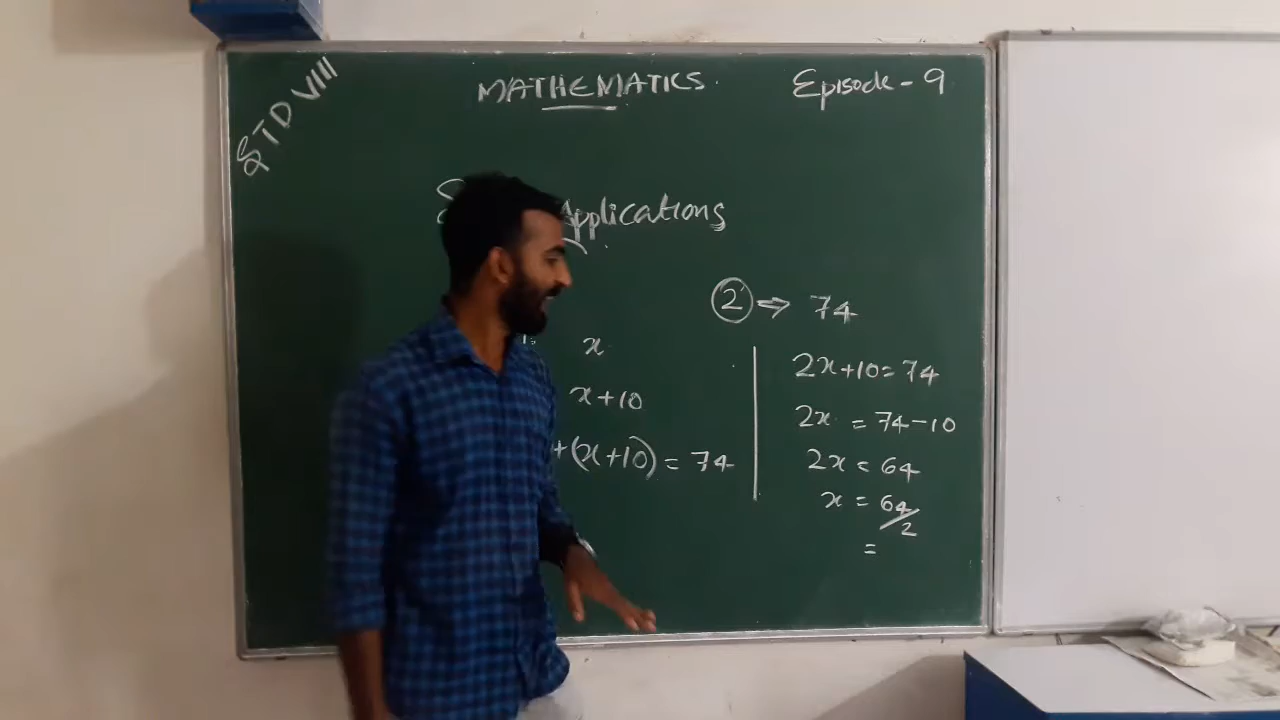 STD VIII
MATHEMATICS
Episode - 9
Applications
2 ⇒ 74
x
x+10
+(x+10) = 74
2x+10 = 74
2x = 74-10
2x = 64
x = 64/2
=